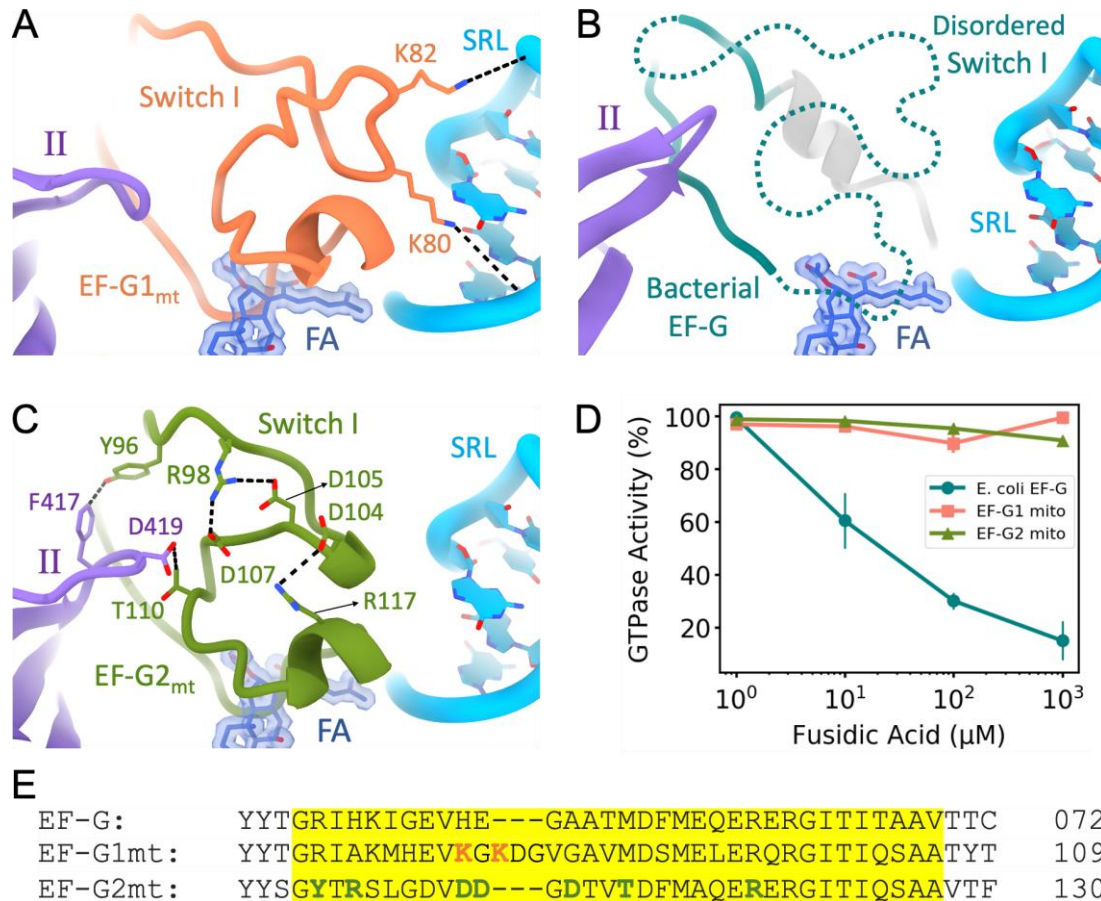 A
K82
SRL
Switch I
II
K80
EF-G1mt
FA
B
Disordered
Switch I
II
SRL
Bacterial
EF-G
FA
C
Switch I
Y96
R98
SRL
D105
F417
D104
D419
II
D107
T110
R117
EF-G2mt
FA
D
GTPase Activity (%)
100
80
60
40
20
E. coli EF-G
EF-G1 mito
EF-G2 mito
10⁰ 10¹ 10² 10³
Fusidic Acid (μM)
E
EF-G: YYTGRIHKIGEVHE---GAATMDFMEQERERGITITAAVTTC 072
EF-G1mt: YYTGRIAKMHEVKGKDGVGAVMDSMELERQRGITIQSAATYT 109
EF-G2mt: YYSGYTRSLGDVDD---GDTVTDFMAQERERGITIQSAAVTF 130